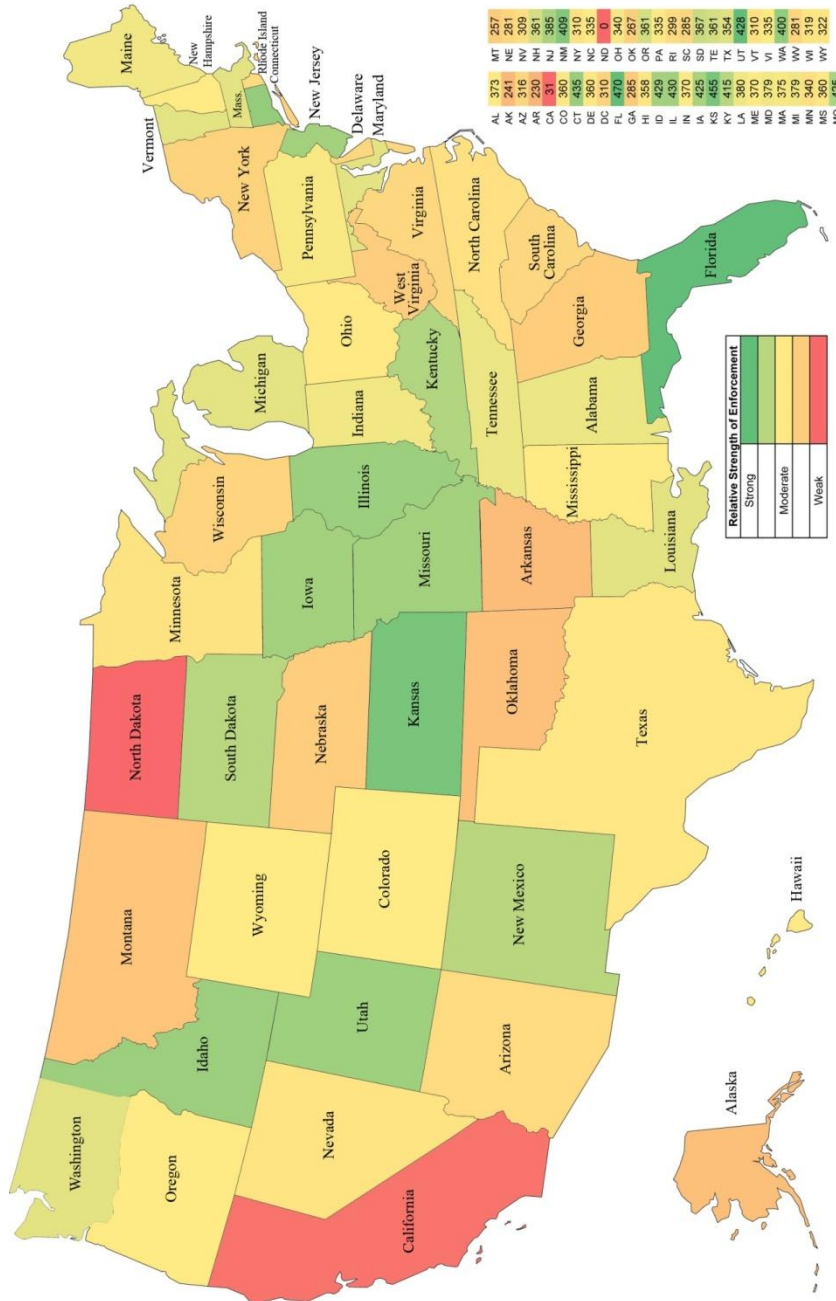 Washington
Oregon
California
Nevada
Idaho
Montana
Wyoming
Utah
Arizona
Colorado
New Mexico
North Dakota
South Dakota
Nebraska
Kansas
Oklahoma
Texas
Minnesota
Iowa
Missouri
Arkansas
Louisiana
Wisconsin
Illinois
Michigan
Indiana
Ohio
Kentucky
Tennessee
Mississippi
Alabama
Georgia
Florida
South
Carolina
North Carolina
Virginia
West
Virginia
Pennsylvania
New York
Vermont
New
Hampshire
Maine
Mass.
Rhode Island
Connecticut
New Jersey
Delaware
Maryland
Alaska
Hawaii
Relative Strength of Enforcement
Strong
Moderate
Weak
AL 373 MT 257
AK 241 NE 281
AZ 316 NV 309
AR 230 NH 361
CA 31 NJ 385
CO 360 NM 409
CT 435 NY 310
DE 360 NC 335
DC 310 ND 0
FL 470 OH 340
GA 285 OK 267
HI 358 OR 361
ID 429 PA 335
IL 430 RI 299
IN 370 SC 285
IA 425 SD 367
KS 455 TE 361
KY 415 TX 354
LA 380 UT 428
ME 370 VT 310
MD 379 VI 335
MA 375 WA 400
MI 379 WV 281
MN 340 WI 319
MS 360 WY 322
MO 425